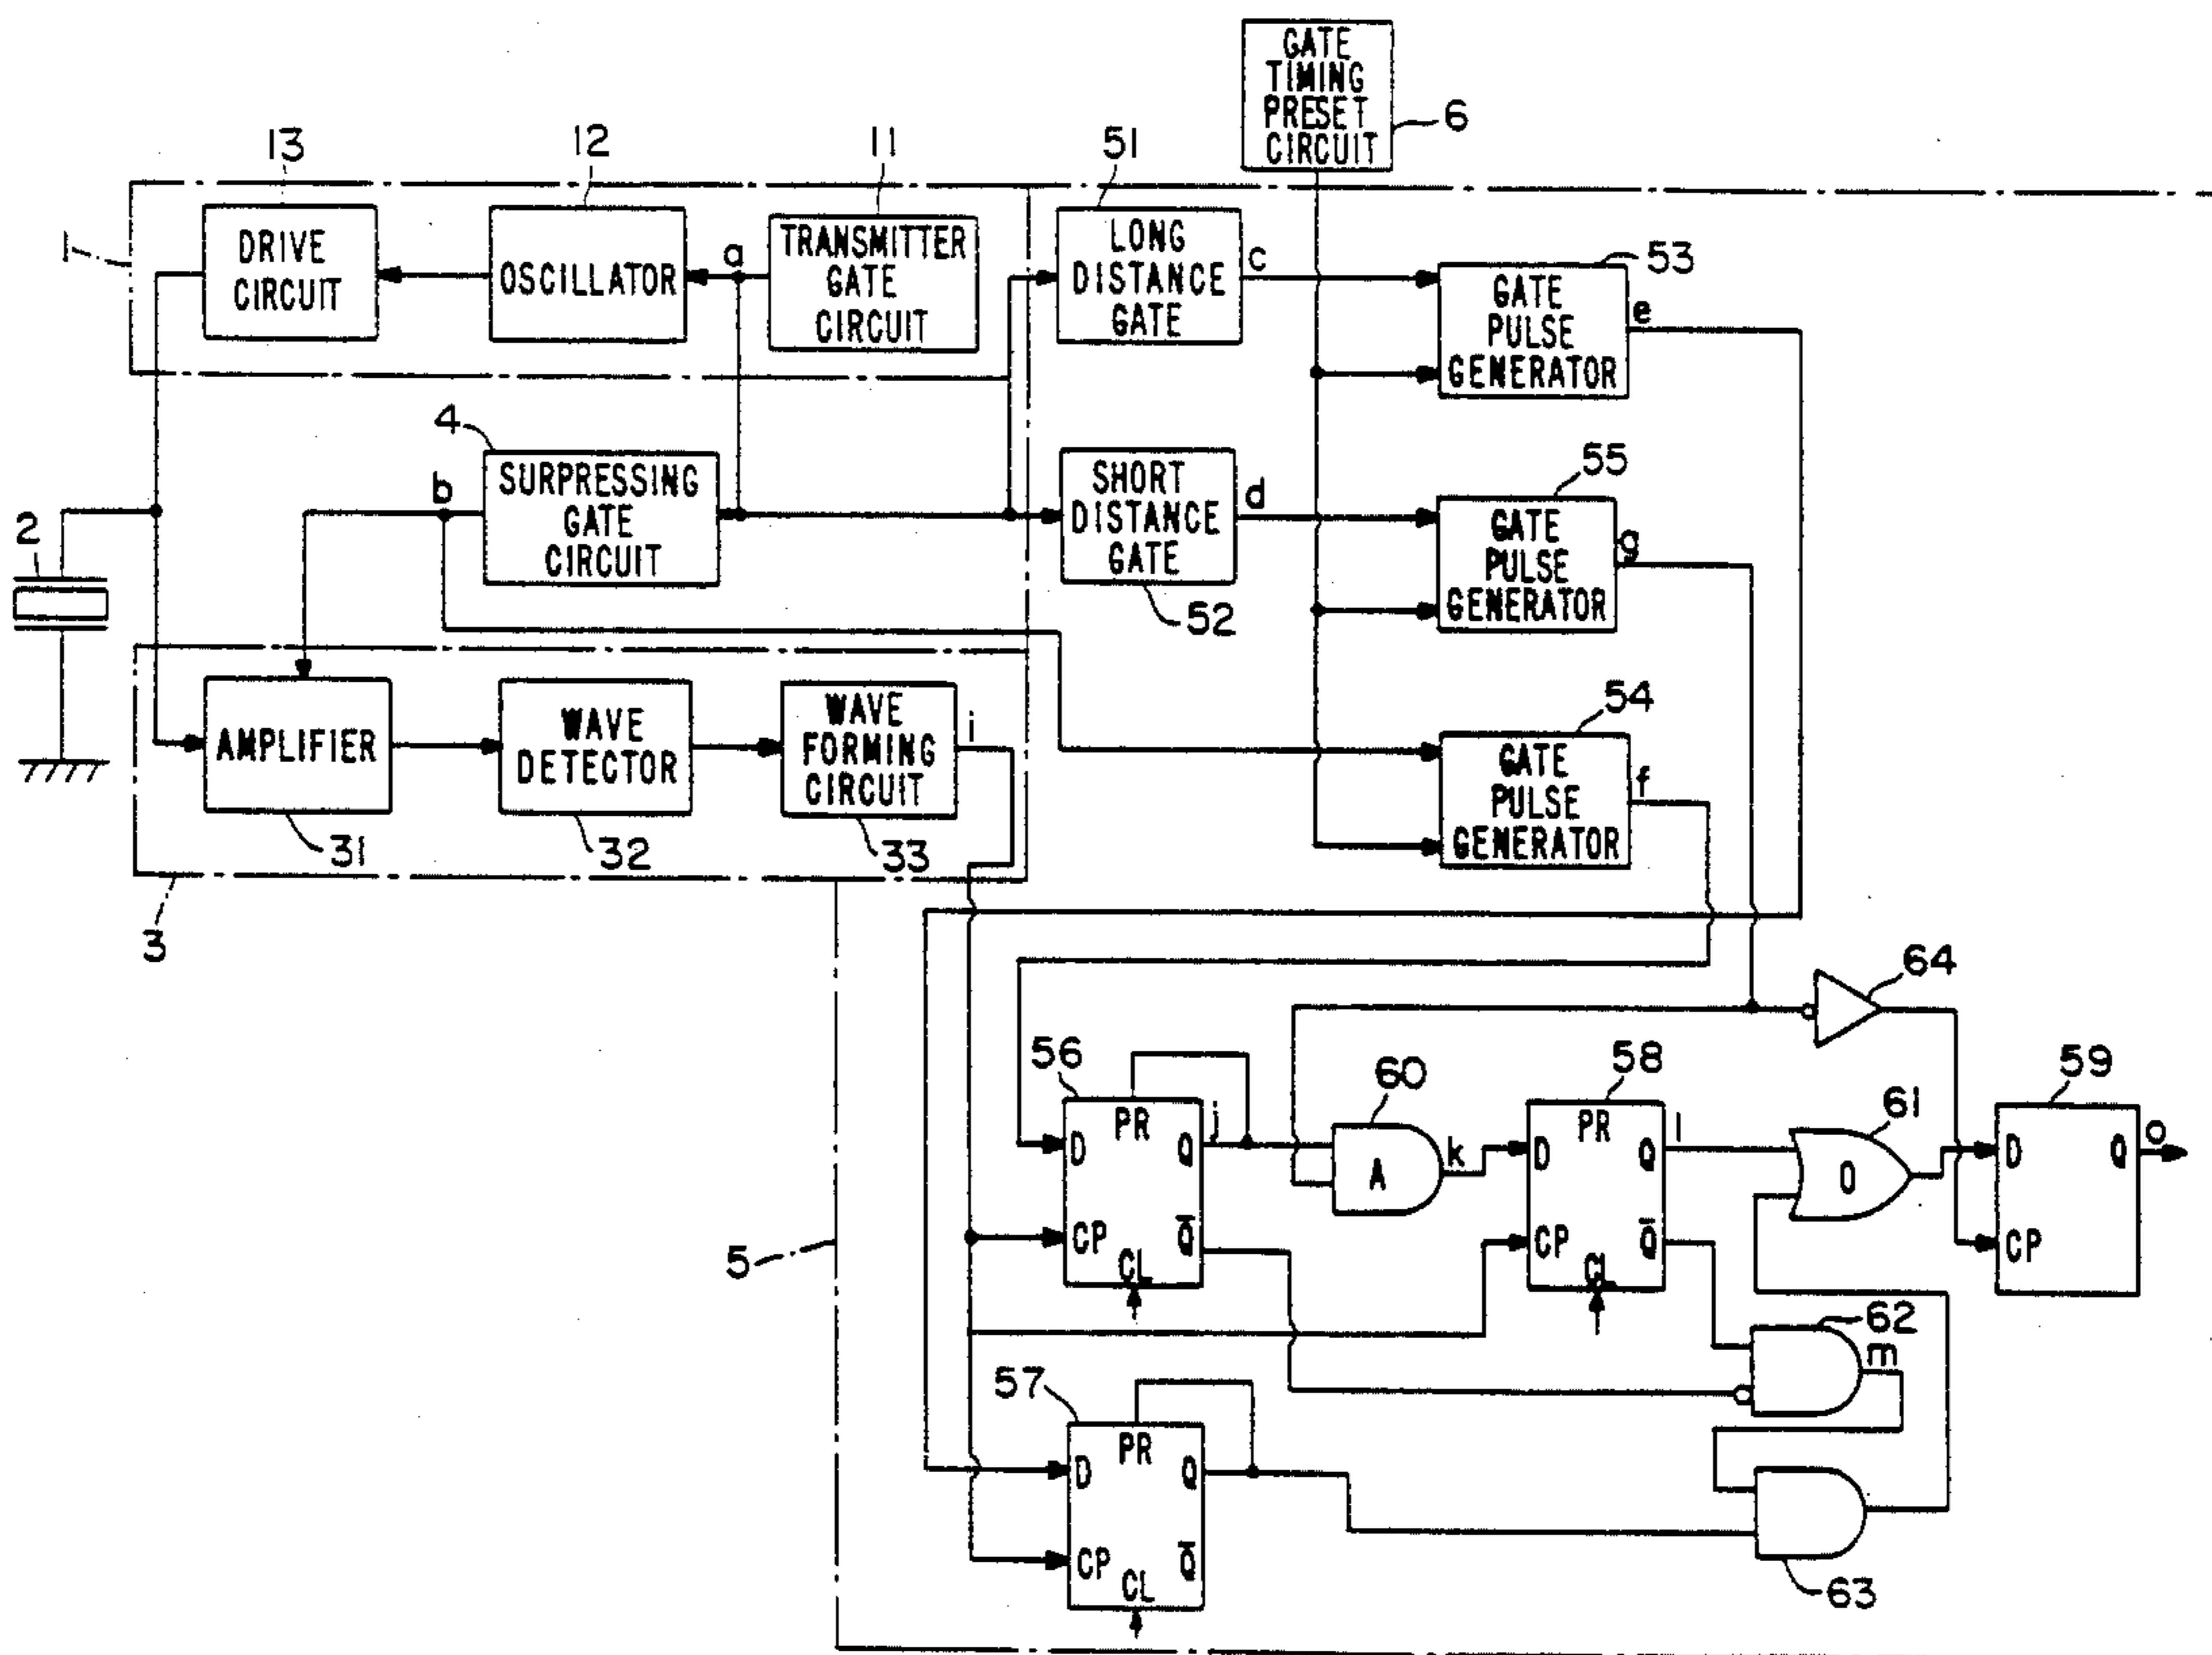 GATE
TIMING
PRESET
CIRCUIT
6
13
12
11
51
1
DRIVE
CIRCUIT
OSCILLATOR
a
TRANSMITTER
GATE
CIRCUIT
LONG
DISTANCE
GATE
c
53
GATE
PULSE
GENERATOR
e
4
b
SURPRESSING
GATE
CIRCUIT
SHORT
DISTANCE
GATE
d
52
55
GATE
PULSE
GENERATOR
g
2
AMPLIFIER
31
WAVE
DETECTOR
32
WAVE
FORMING
CIRCUIT
33
i
3
54
GATE
PULSE
GENERATOR
f
64
56
PR
D
Q
j
CP
Q̅
CL
60
A
k
58
PR
D
Q
l
CP
Q̅
CL
61
O
59
D
Q
o
CP
5
62
m
57
PR
D
Q
CP
Q̅
CL
63